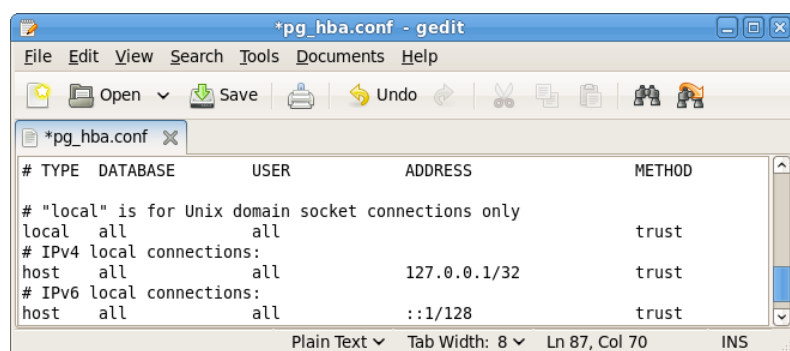 *pg_hba.conf - gedit
File Edit View Search Tools Documents Help
Open Save Undo
*pg_hba.conf
# TYPE  DATABASE        USER            ADDRESS                 METHOD
# "local" is for Unix domain socket connections only
local   all             all                                     trust
# IPv4 local connections:
host    all             all             127.0.0.1/32            trust
# IPv6 local connections:
host    all             all             ::1/128                 trust
Plain Text Tab Width: 8 Ln 87, Col 70 INS